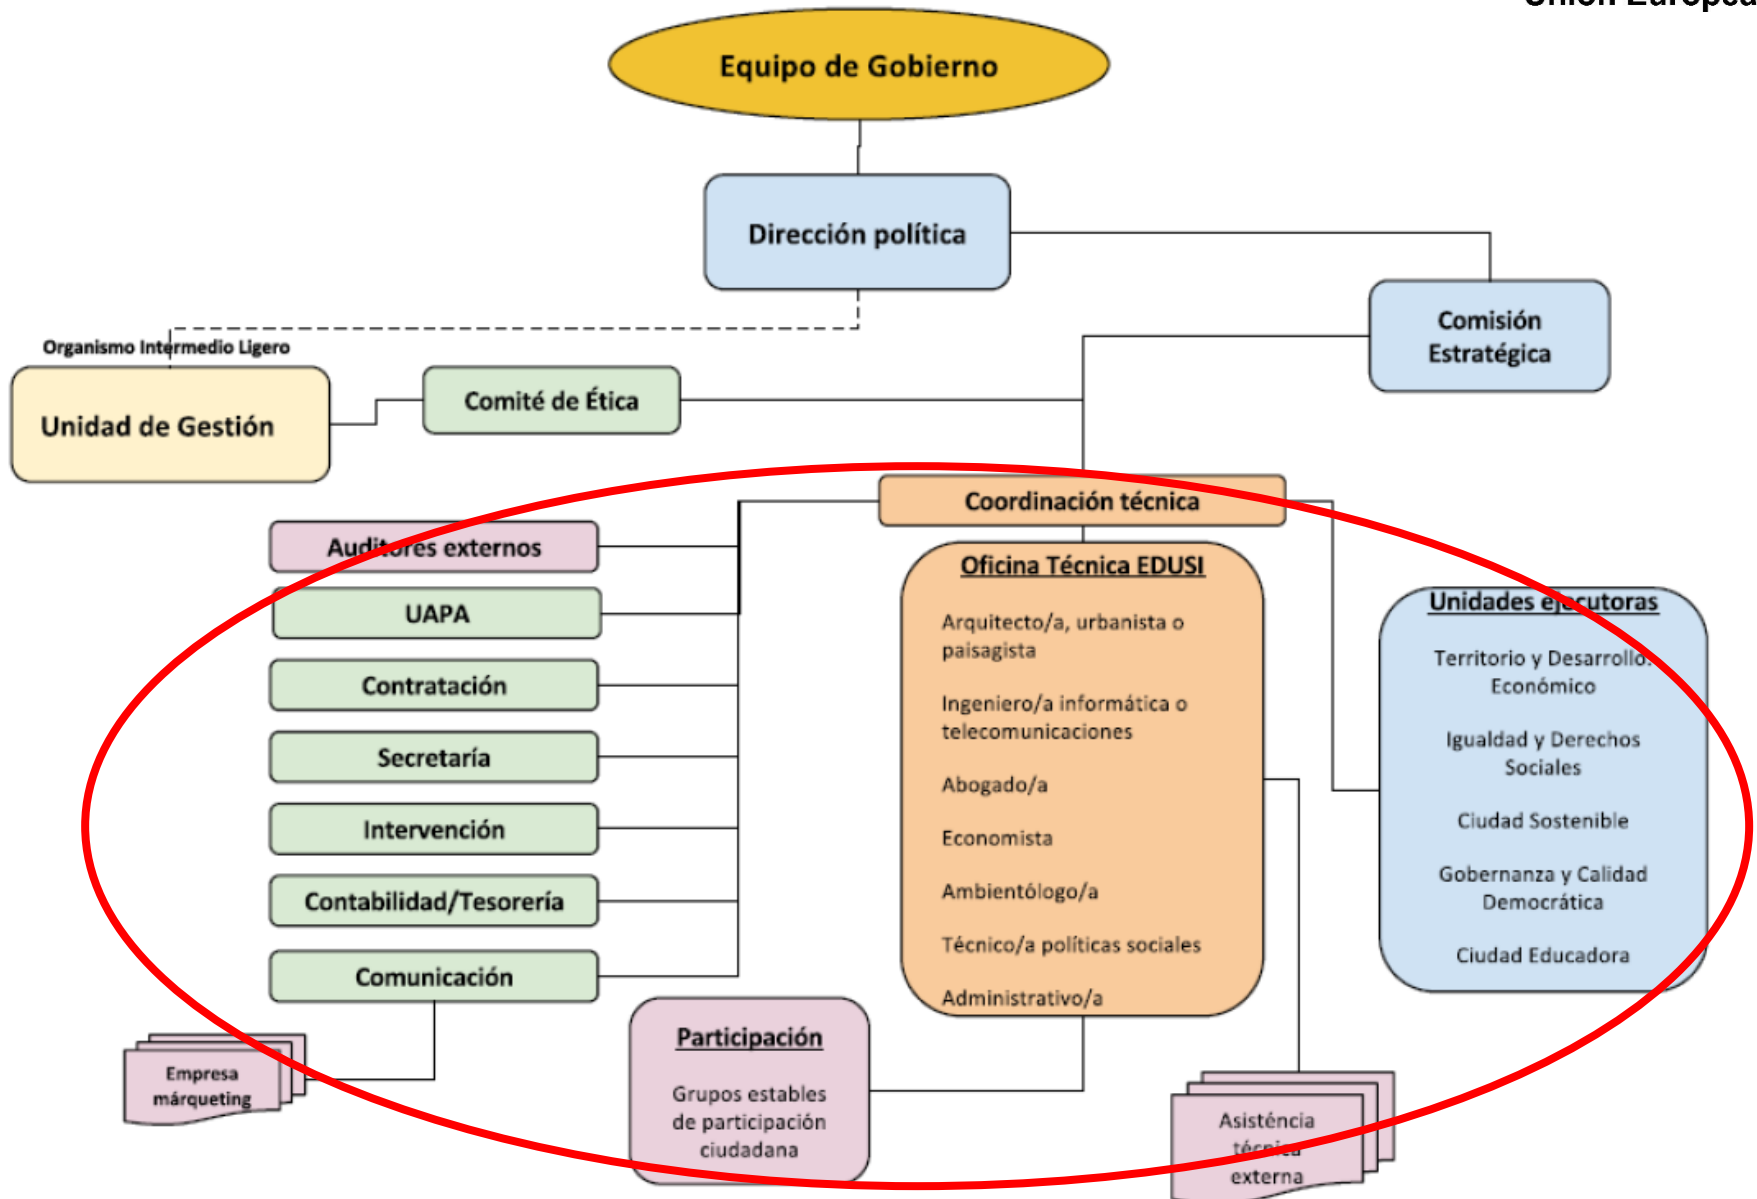 Unión Europea
Equipo de Gobierno
Dirección política
Comisión
Estratégica
Organismo Intermedio Ligero
Unidad de Gestión
Comité de Ética
Coordinación técnica
Auditores externos
UAPA
Contratación
Secretaría
Intervención
Contabilidad/Tesorería
Comunicación
Empresa
márqueting
Oficina Técnica EDUSI
Arquitecto/a, urbanista o
paisagista
Ingeniero/a informática o
telecomunicaciones
Abogado/a
Economista
Ambientólogo/a
Técnico/a políticas sociales
Administrativo/a
Participación
Grupos estables
de participación
ciudadana
Unidades ejecutoras
Territorio y Desarrollo.
Económico
Igualdad y Derechos
Sociales
Ciudad Sostenible
Gobernanza y Calidad
Democrática
Ciudad Educadora
Asisténcia
técnica
externa